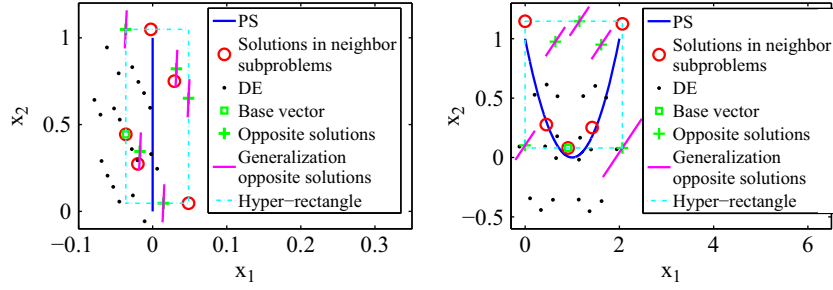 PS
Solutions in neighbor
subproblems
DE
Base vector
Opposite solutions
Generalization
opposite solutions
Hyper−rectangle
1
0.5
0
x2
−0.1
0
0.1
0.2
0.3
x1
PS
Solutions in neighbor
subproblems
DE
Base vector
Opposite solutions
Generalization
opposite solutions
Hyper−rectangle
1
0.5
0
−0.5
x2
0
2
4
6
x1